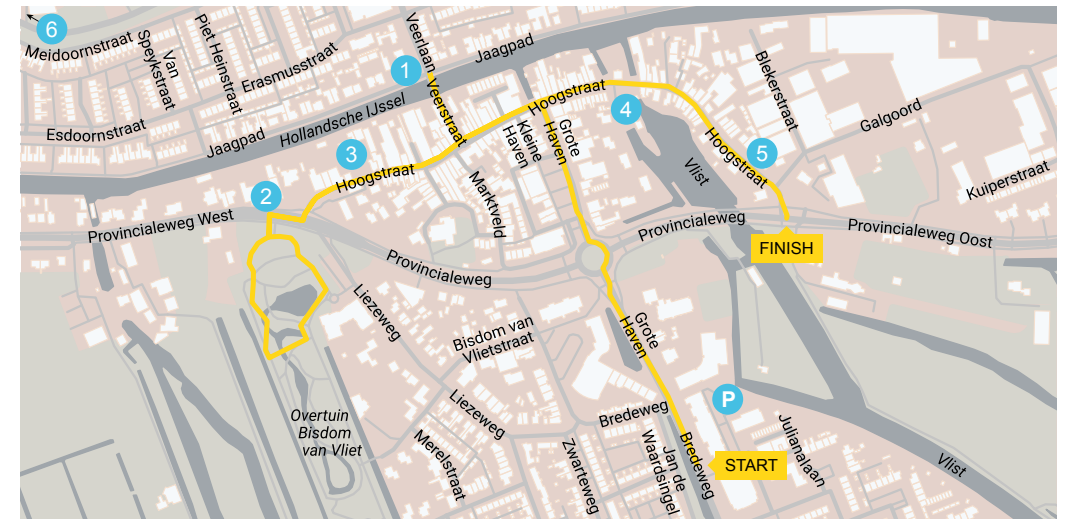 6
Meidoornstraat
Van
Speykstraat
Piet Heinstraat
Erasmusstraat
Veerlaan
Jaagpad
1
Veerstraat
Hollandsche IJssel
Esdoornstraat
Jaagpad
3
Hoogstraat
Hoogstraat
Kleine
Haven
Grote
Haven
4
Blekerstraat
Galgoord
5
Hoogstraat
Vlist
Kuiperstraat
2
Marktveld
Provincialeweg West
Provincialeweg
Provincialeweg
Provincialeweg Oost
FINISH
Liezeweg
Bisdom van
Vlietstraat
Grote
Haven
P
Liezeweg
Bredeweg
Overtuin
Bisdom
van Vliet
Merelstraat
Zwarteweg
Jan de
Waardsingel
Bredeweg
START
Julianalaan
Vlist